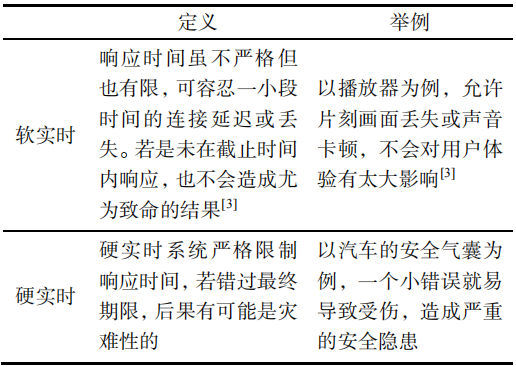 定义 举例
软实时
响应时间虽不严格但
也有限，可容忍一小段
时间的连接延迟或丢
失。若是未在截止时间
内响应，也不会造成尤
为致命的结果[3]
以播放器为例，允许
片刻画面丢失或声音
卡顿，不会对用户体
验有太大影响[3]
硬实时
硬实时系统严格限制
响应时间，若错过最终
期限，后果有可能是灾
难性的
以汽车的安全气囊为
例，一个小错误就易
导致受伤，造成严重
的安全隐患